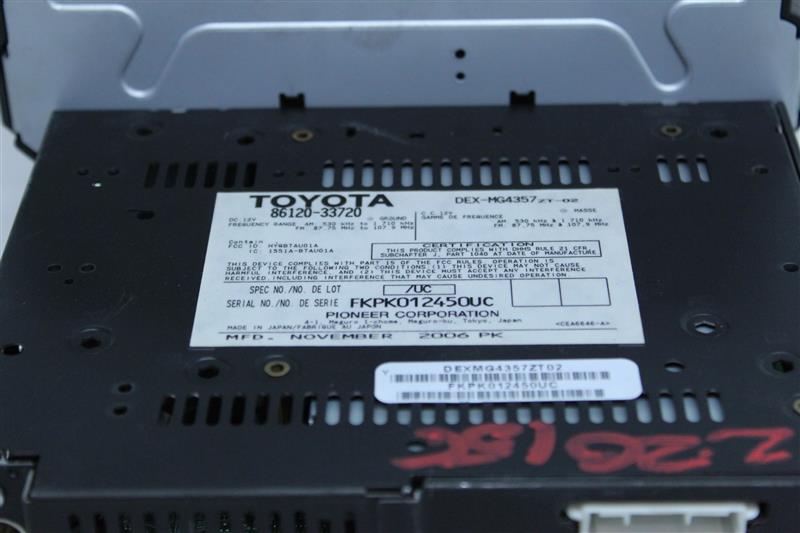 TOYOTA
86120-33720
DEX-MG4357ZT-02
DC.12V ⊖ GROUND
FREQUENCY RANGE AM 530 kHz to 1,710 kHz
FM 87.75 MHz to 107.9 MHz
C.C.12V ⊖ MASSE
GAMME DE FREQUENCE AM 530 kHz à 1,710 kHz
FM 87.75 MHz à 107.9 MHz
Contain
FCC ID: HYQBTAU01A
IC: 1551A-BTAU01A
CERTIFICATION
THIS PRODUCT COMPLIES WITH DHHS RULE 21 CFR
SUBCHAPTER J, PART 1040 AT DATE OF MANUFACTURE
THIS DEVICE COMPLIES WITH PART 15 OF THE FCC RULES. OPERATION IS
SUBJECT TO THE FOLLOWING TWO CONDITIONS:(1) THIS DEVICE MAY NOT CAUSE
HARMFUL INTERFERENCE, AND (2) THIS DEVICE MUST ACCEPT ANY INTERFERENCE
RECEIVED,INCLUDING INTERFERENCE THAT MAY CAUSE UNDESIRED OPERATION
SPEC NO./NO. DE LOT /UC
SERIAL NO./NO. DE SERIE FKPK012450UC
PIONEER CORPORATION
4-1, Meguro 1-chome, Meguro-ku, Tokyo, Japan
MADE IN JAPAN/FABRIQUE AU JAPON <CEA6646-A>
MFD. NOVEMBER 2006 PK
Y DEXMG4357ZT02
FKPK012450UC